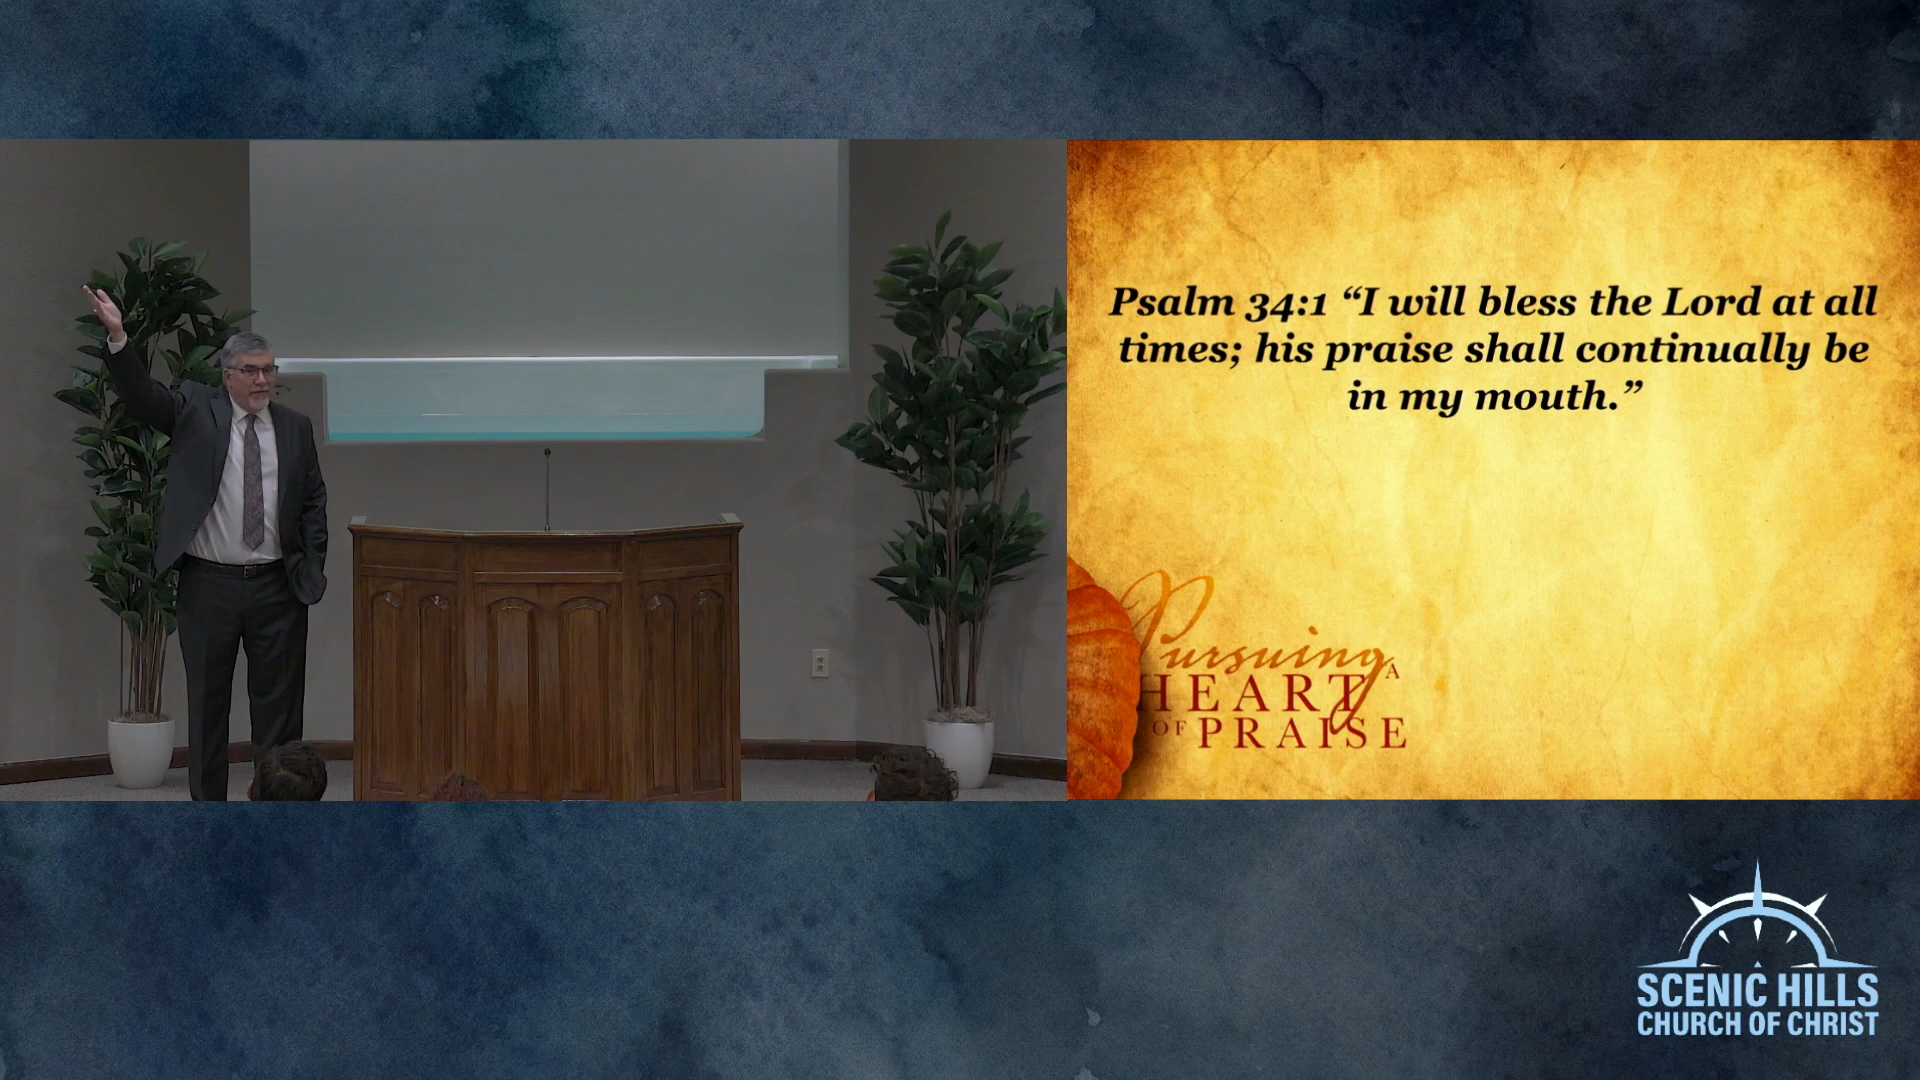 Psalm 34:1 “I will bless the Lord at all
times; his praise shall continually be
in my mouth.”
Pursuing A
HEART
OF PRAISE
SCENIC HILLS
CHURCH OF CHRIST